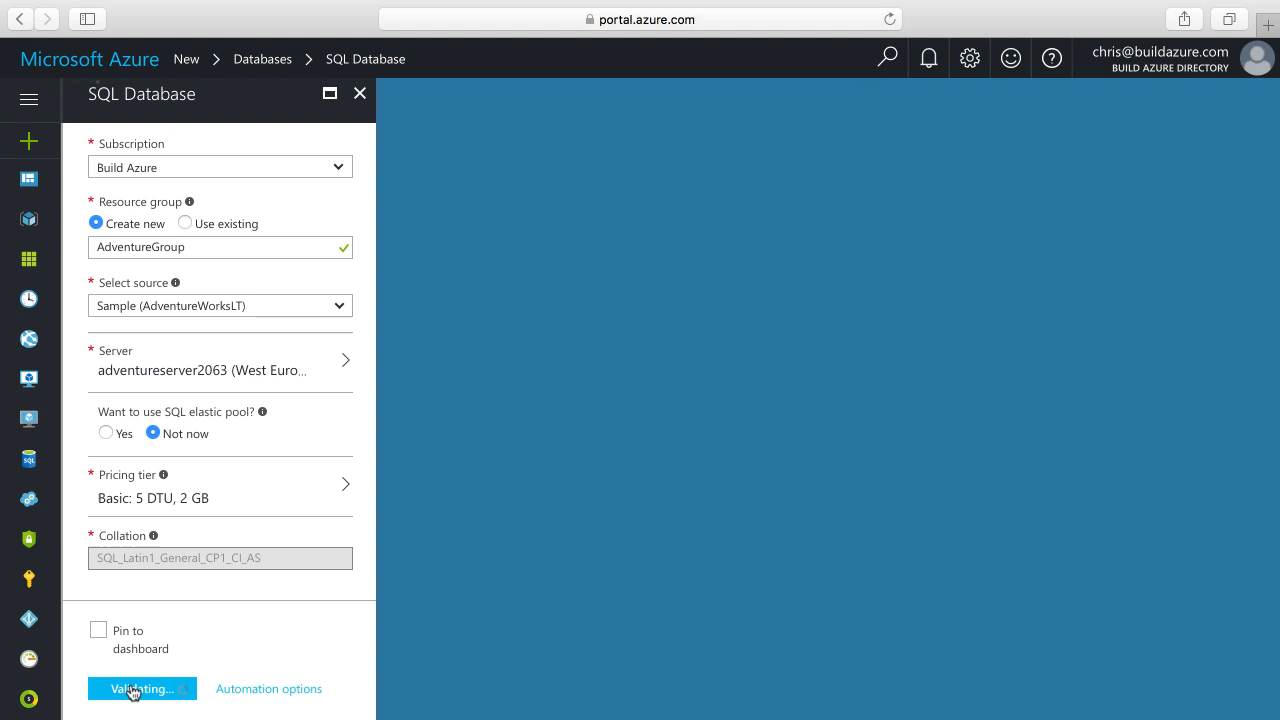 portal.azure.com
Microsoft Azure New Databases SQL Database
chris@buildazure.com
BUILD AZURE DIRECTORY
SQL Database
* Subscription
Build Azure
* Resource group
Create new Use existing
AdventureGroup
* Select source
Sample (AdventureWorksLT)
* Server
adventureserver2063 (West Euro...
Want to use SQL elastic pool?
Yes Not now
* Pricing tier
Basic: 5 DTU, 2 GB
* Collation
SQL_Latin1_General_CP1_CI_AS
Pin to
dashboard
Validating... Automation options
SQL